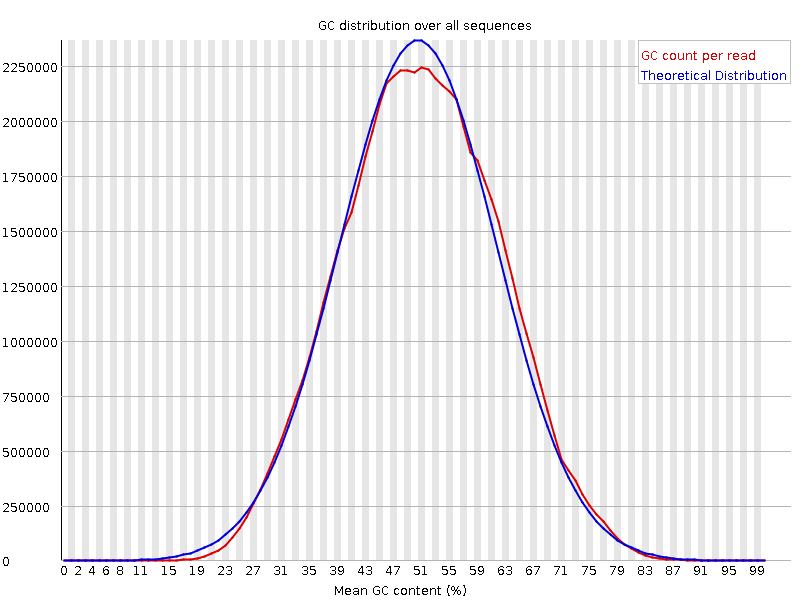 GC distribution over all sequences
GC count per read
Theoretical Distribution
2250000
2000000
1750000
1500000
1250000
1000000
750000
500000
250000
0
0 2 4 6 8 11 15 19 23 27 31 35 39 43 47 51 55 59 63 67 71 75 79 83 87 91 95 99
Mean GC content (%)